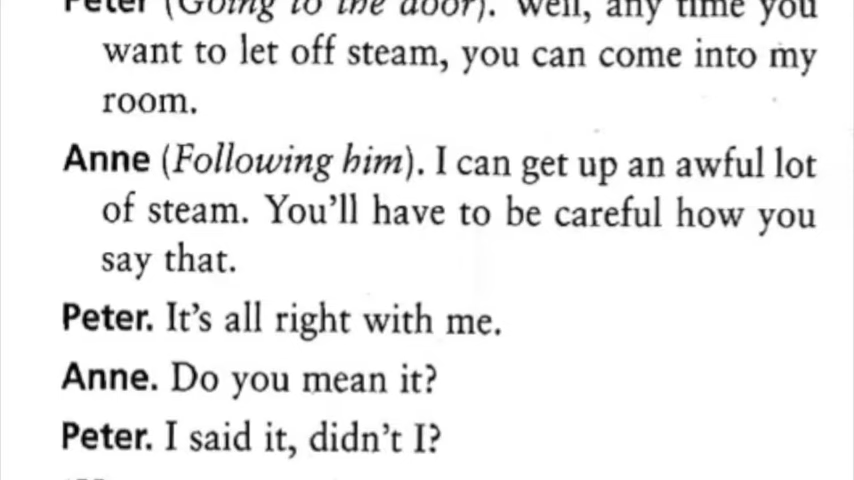 Peter (Going to the door). Well, any time you
want to let off steam, you can come into my
room.
Anne (Following him). I can get up an awful lot
of steam. You'll have to be careful how you
say that.
Peter. It's all right with me.
Anne. Do you mean it?
Peter. I said it, didn't I?